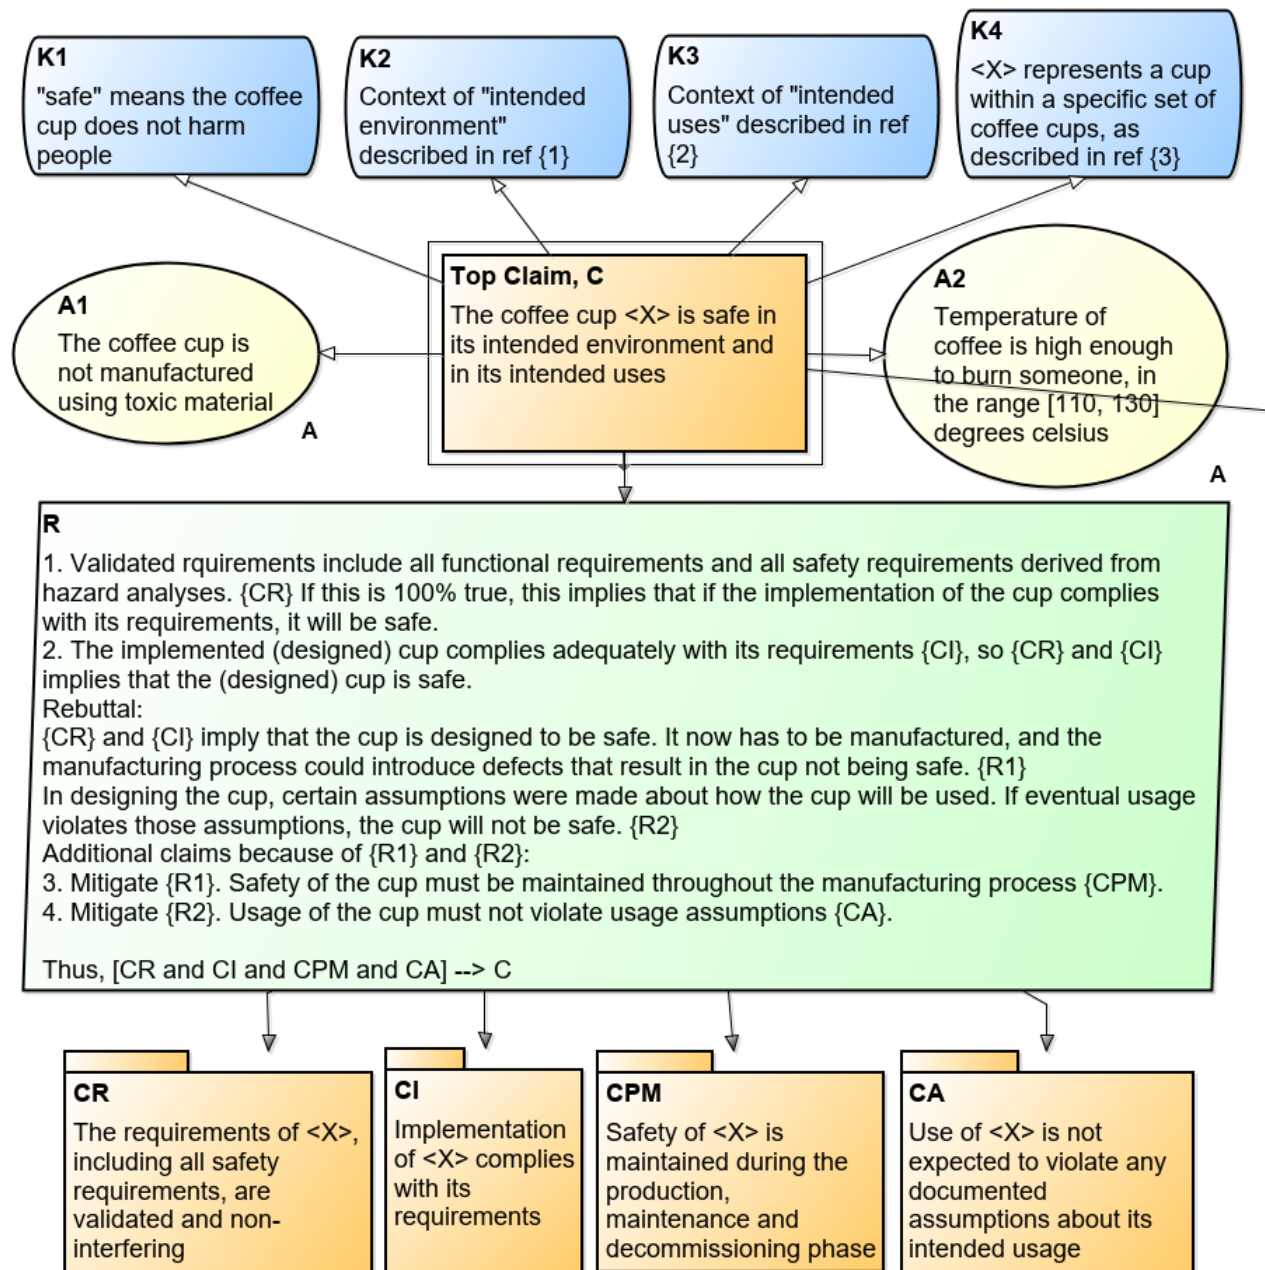 K1
"safe" means the coffee
cup does not harm
people
K2
Context of "intended
environment"
described in ref {1}
K3
Context of "intended
uses" described in ref
{2}
K4
<X> represents a cup
within a specific set of
coffee cups, as
described in ref {3}
A1
The coffee cup is
not manufactured
using toxic material
A
Top Claim, C
The coffee cup <X> is safe in
its intended environment and
in its intended uses
A2
Temperature of
coffee is high enough
to burn someone, in
the range [110, 130]
degrees celsius
A
R
1. Validated rquirements include all functional requirements and all safety requirements derived from
hazard analyses. {CR} If this is 100% true, this implies that if the implementation of the cup complies
with its requirements, it will be safe.
2. The implemented (designed) cup complies adequately with its requirements {CI}, so {CR} and {CI}
implies that the (designed) cup is safe.
Rebuttal:
{CR} and {CI} imply that the cup is designed to be safe. It now has to be manufactured, and the
manufacturing process could introduce defects that result in the cup not being safe. {R1}
In designing the cup, certain assumptions were made about how the cup will be used. If eventual usage
violates those assumptions, the cup will not be safe. {R2}
Additional claims because of {R1} and {R2}:
3. Mitigate {R1}. Safety of the cup must be maintained throughout the manufacturing process {CPM}.
4. Mitigate {R2}. Usage of the cup must not violate usage assumptions {CA}.
Thus, [CR and CI and CPM and CA] --> C
CR
The requirements of <X>,
including all safety
requirements, are
validated and non-
interfering
CI
Implementation
of <X> complies
with its
requirements
CPM
Safety of <X> is
maintained during the
production,
maintenance and
decommissioning phase
CA
Use of <X> is not
expected to violate any
documented
assumptions about its
intended usage